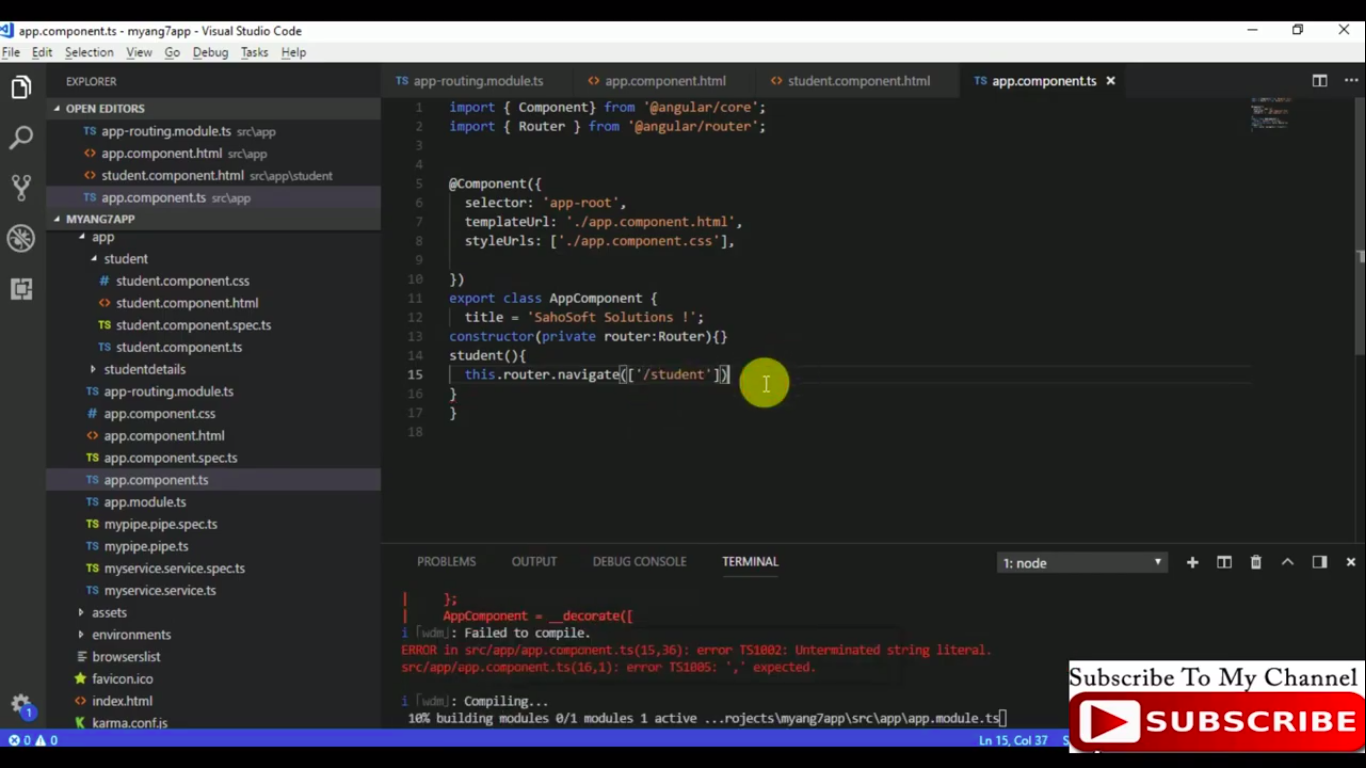 app.component.ts - myang7app - Visual Studio Code
File Edit Selection View Go Debug Tasks Help
EXPLORER
OPEN EDITORS
TS app-routing.module.ts src\app
<> app.component.html src\app
<> student.component.html src\app\student
TS app.component.ts src\app
MYANG7APP
app
student
# student.component.css
<> student.component.html
TS student.component.spec.ts
TS student.component.ts
studentdetails
TS app-routing.module.ts
# app.component.css
<> app.component.html
TS app.component.spec.ts
TS app.component.ts
TS app.module.ts
TS mypipe.pipe.spec.ts
TS mypipe.pipe.ts
TS myservice.service.spec.ts
TS myservice.service.ts
assets
environments
browserslist
favicon.ico
<> index.html
karma.conf.js
1
TS app-routing.module.ts <> app.component.html <> student.component.html TS app.component.ts ×
1 import { Component} from '@angular/core';
2 import { Router } from '@angular/router';
3
4
5 @Component({
6 selector: 'app-root',
7 templateUrl: './app.component.html',
8 styleUrls: ['./app.component.css'],
9
10 })
11 export class AppComponent {
12 title = 'SahoSoft Solutions !';
13 constructor(private router:Router){}
14 student(){
15 this.router.navigate(['/student'])
16 }
17 }
18
PROBLEMS OUTPUT DEBUG CONSOLE TERMINAL 1: node
| };
| AppComponent = __decorate([
i ｢wdm｣: Failed to compile.
ERROR in src/app/app.component.ts(15,36): error TS1002: Unterminated string literal.
src/app/app.component.ts(16,1): error TS1005: ',' expected.
i ｢wdm｣: Compiling...
10% building modules 0/1 modules 1 active ...rojects\myang7app\src\app\app.module.ts
0 0 Ln 15, Col 37
Subscribe To My Channel
SUBSCRIBE